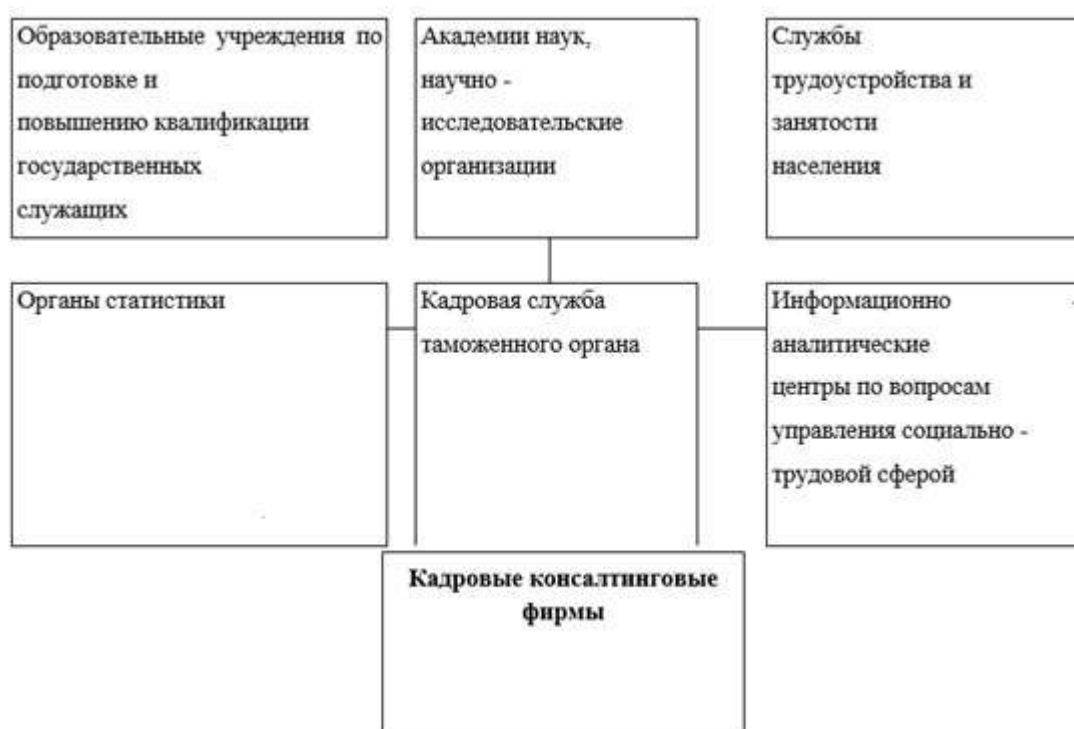 Образовательные учреждения по
подготовке и
повышению квалификации
государственных
служащих
Академии наук,
научно -
исследовательские
организации
Службы
трудоустройства и
занятости
населения
Органы статистики
Кадровая служба
таможенного органа
Информационно -
аналитические
центры по вопросам
управления социально -
трудовой сферой
Кадровые консалтинговые
фирмы